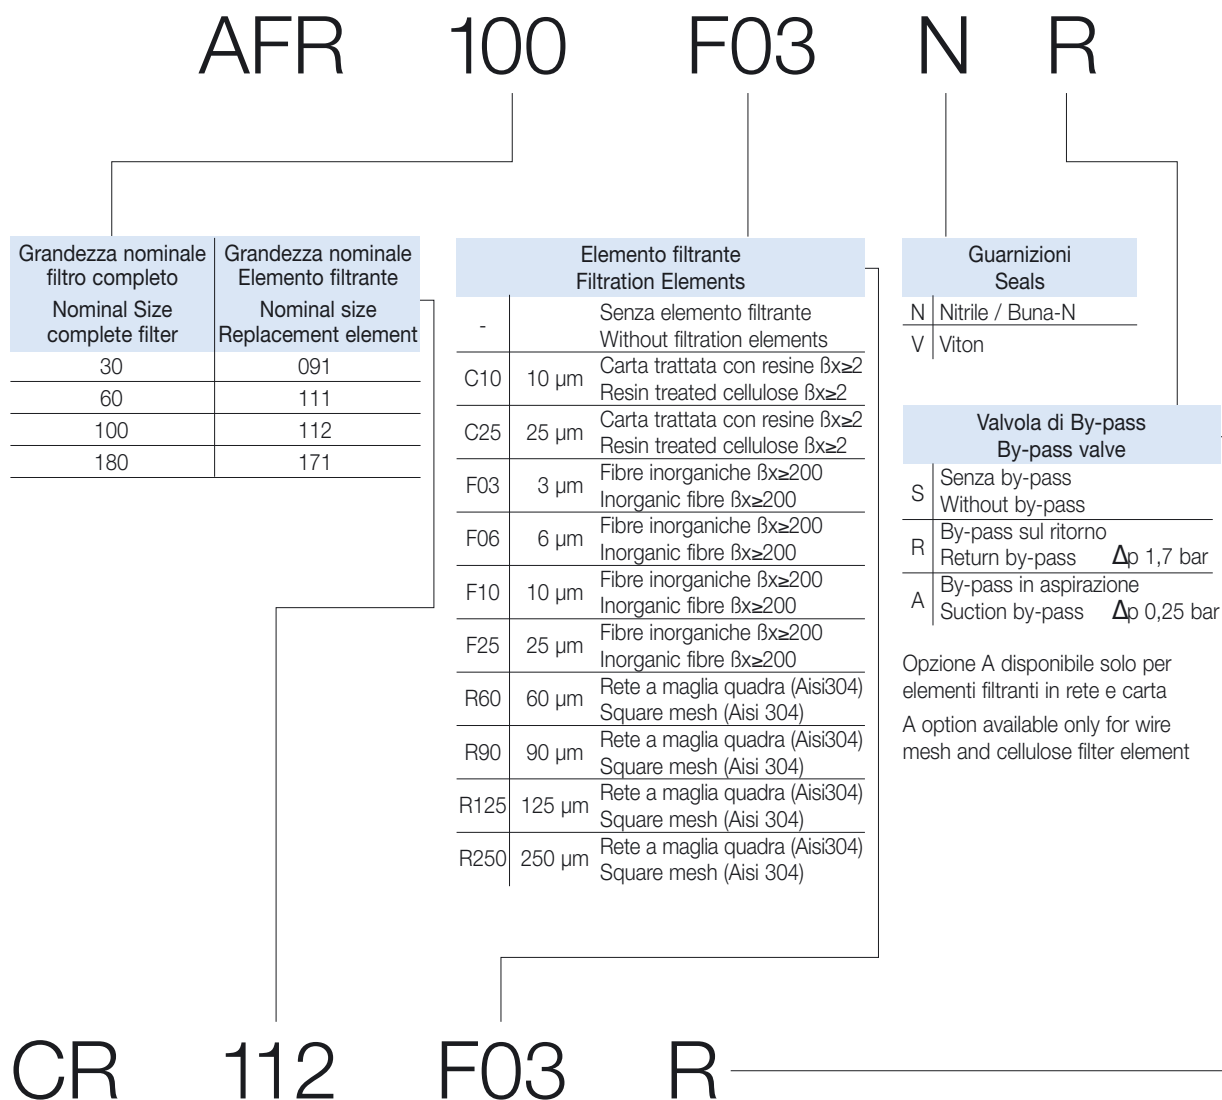 AFR 100 F03 N R
Grandezza nominale
filtro completo
Nominal Size
complete filter
Grandezza nominale
Elemento filtrante
Nominal size
Replacement element
30 091
60 111
100 112
180 171
Elemento filtrante
Filtration Elements
- Senza elemento filtrante
Without filtration elements
C10 10 µm Carta trattata con resine ßx≥2
Resin treated cellulose ßx≥2
C25 25 µm Carta trattata con resine ßx≥2
Resin treated cellulose ßx≥2
F03 3 µm Fibre inorganiche ßx≥200
Inorganic fibre ßx≥200
F06 6 µm Fibre inorganiche ßx≥200
Inorganic fibre ßx≥200
F10 10 µm Fibre inorganiche ßx≥200
Inorganic fibre ßx≥200
F25 25 µm Fibre inorganiche ßx≥200
Inorganic fibre ßx≥200
R60 60 µm Rete a maglia quadra (Aisi304)
Square mesh (Aisi 304)
R90 90 µm Rete a maglia quadra (Aisi304)
Square mesh (Aisi 304)
R125 125 µm Rete a maglia quadra (Aisi304)
Square mesh (Aisi 304)
R250 250 µm Rete a maglia quadra (Aisi304)
Square mesh (Aisi 304)
Guarnizioni
Seals
N Nitrile / Buna-N
V Viton
Valvola di By-pass
By-pass valve
S Senza by-pass
Without by-pass
R By-pass sul ritorno
Return by-pass Δp 1,7 bar
A By-pass in aspirazione
Suction by-pass Δp 0,25 bar
Opzione A disponibile solo per
elementi filtranti in rete e carta
A option available only for wire
mesh and cellulose filter element
CR 112 F03 R